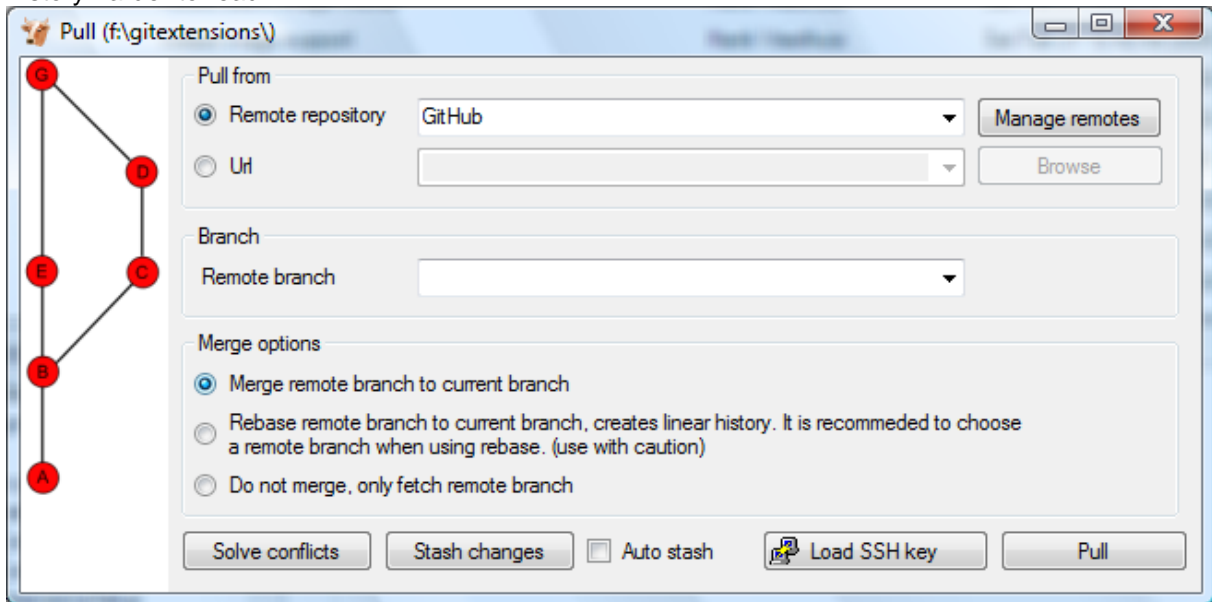 Pull (f:\gitextensions\)
G
D
E
C
B
A
Pull from
Remote repository
GitHub
Manage remotes
Url
Browse
Branch
Remote branch
Merge options
Merge remote branch to current branch
Rebase remote branch to current branch, creates linear history. It is recommeded to choose
a remote branch when using rebase. (use with caution)
Do not merge, only fetch remote branch
Solve conflicts
Stash changes
Auto stash
Load SSH key
Pull